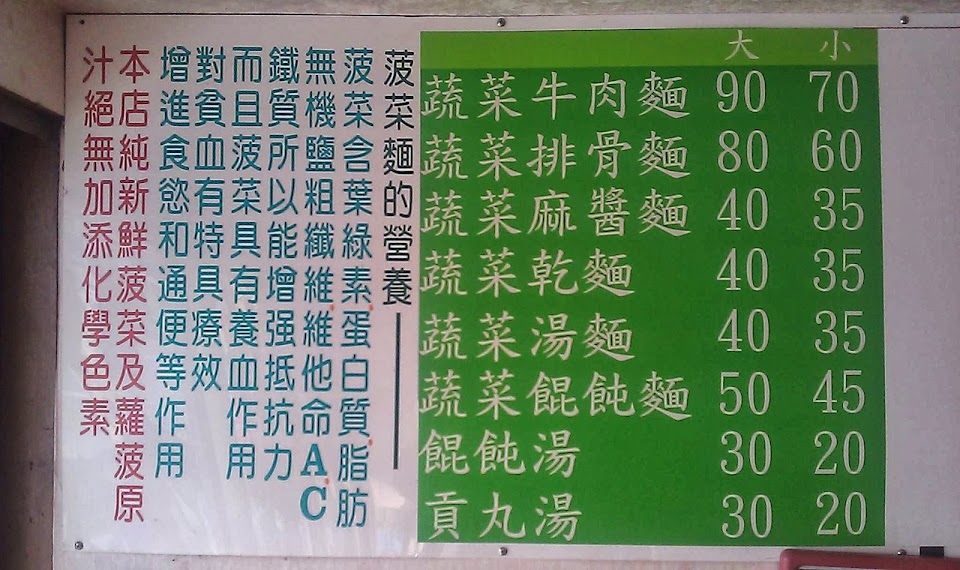 大 小
蔬菜牛肉麵 90 70
蔬菜排骨麵 80 60
蔬菜麻醬麵 40 35
蔬菜乾麵 40 35
蔬菜湯麵 40 35
蔬菜餛飩麵 50 45
餛飩湯 30 20
貢丸湯 30 20
菠菜麵的營養——
菠菜含葉綠素.蛋白質.脂肪
無機鹽粗纖維.維他命A.C
鐵質所以能增强抵抗力
而且菠菜具有養血作用
對貧血有特具療效
增進食慾和通便等作用
本店純新鮮菠菜及蘿菠原
汁絕無加添化學色素